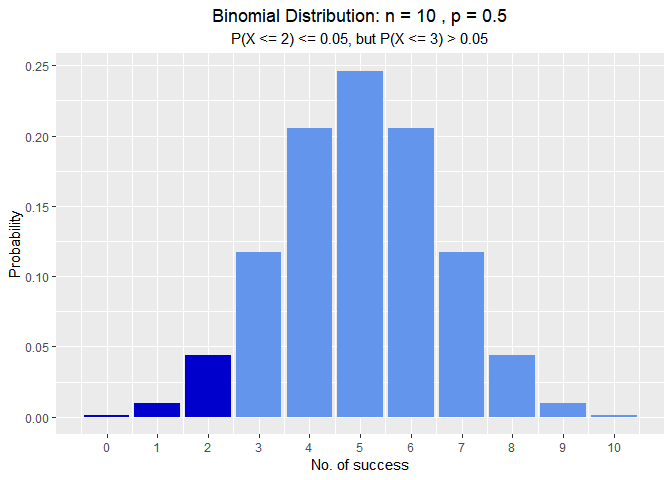 Binomial Distribution: n = 10 , p = 0.5
P(X <= 2) <= 0.05, but P(X <= 3) > 0.05
Probability
0.25
0.20
0.15
0.10
0.05
0.00
0 1 2 3 4 5 6 7 8 9 10
No. of success